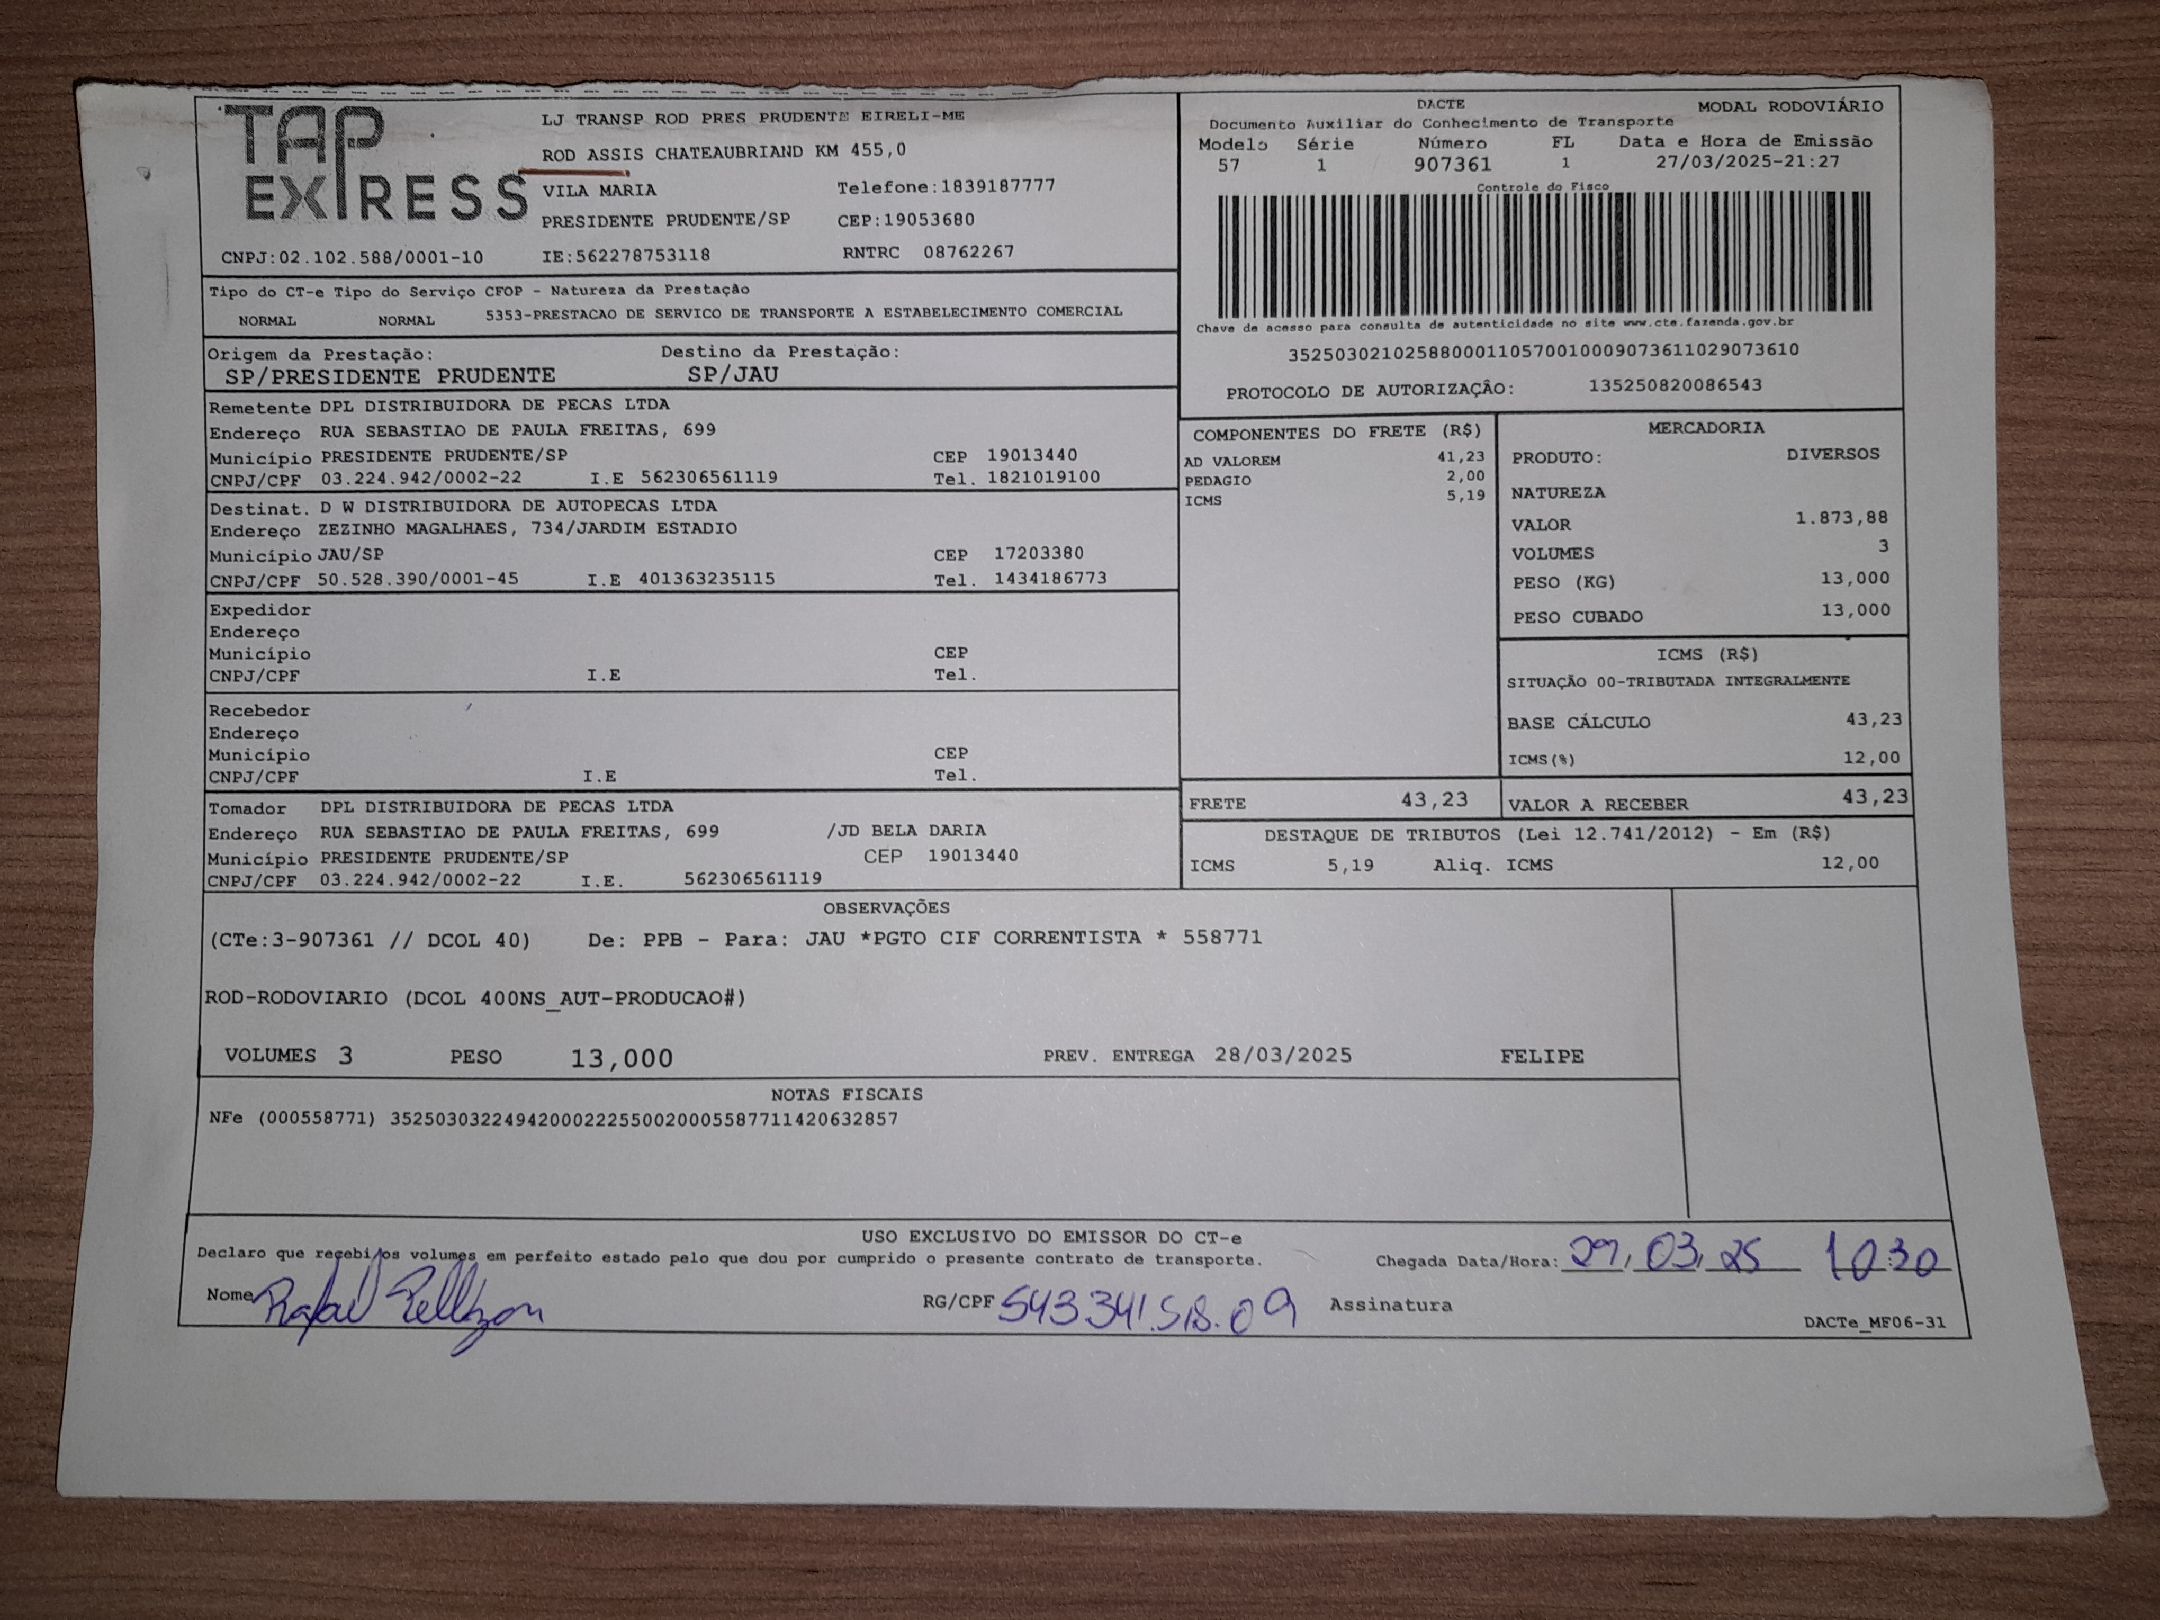 TAP EXPRESS
LJ TRANSP ROD PRES PRUDENTE EIRELI-ME
ROD ASSIS CHATEAUBRIAND KM 455,0
VILA MARIA Telefone:1839187777
PRESIDENTE PRUDENTE/SP CEP:19053680
CNPJ:02.102.588/0001-10 IE:562278753118 RNTRC 08762267
DACTE MODAL RODOVIÁRIO
Documento Auxiliar do Conhecimento de Transporte
Modelo Série Número FL Data e Hora de Emissão
57 1 907361 1 27/03/2025-21:27
Controle do Fisco
Chave de acesso para consulta de autenticidade no site www.cte.fazenda.gov.br
35250302102588000110570010009073611029073610
PROTOCOLO DE AUTORIZAÇÂO: 135250820086543
Tipo do CT-e Tipo do Serviço CFOP - Natureza da Prestação
NORMAL NORMAL 5353-PRESTACAO DE SERVICO DE TRANSPORTE A ESTABELECIMENTO COMERCIAL
Origem da Prestação: Destino da Prestação:
SP/PRESIDENTE PRUDENTE SP/JAU
Remetente DPL DISTRIBUIDORA DE PECAS LTDA
Endereço RUA SEBASTIAO DE PAULA FREITAS, 699
Município PRESIDENTE PRUDENTE/SP CEP 19013440
CNPJ/CPF 03.224.942/0002-22 I.E 562306561119 Tel. 1821019100
Destinat. D W DISTRIBUIDORA DE AUTOPECAS LTDA
Endereço ZEZINHO MAGALHAES, 734/JARDIM ESTADIO
Município JAU/SP CEP 17203380
CNPJ/CPF 50.528.390/0001-45 I.E 401363235115 Tel. 1434186773
Expedidor
Endereço
Município CEP
CNPJ/CPF I.E Tel.
Recebedor
Endereço
Município CEP
CNPJ/CPF I.E Tel.
Tomador DPL DISTRIBUIDORA DE PECAS LTDA
Endereço RUA SEBASTIAO DE PAULA FREITAS, 699 /JD BELA DARIA
Município PRESIDENTE PRUDENTE/SP CEP 19013440
CNPJ/CPF 03.224.942/0002-22 I.E. 562306561119
COMPONENTES DO FRETE (R$)
AD VALOREM 41,23
PEDAGIO 2,00
ICMS 5,19
MERCADORIA
PRODUTO: DIVERSOS
NATUREZA
VALOR 1.873,88
VOLUMES 3
PESO (KG) 13,000
PESO CUBADO 13,000
ICMS (R$)
SITUAÇÃO 00-TRIBUTADA INTEGRALMENTE
BASE CÁLCULO 43,23
ICMS(%) 12,00
FRETE 43,23 VALOR A RECEBER 43,23
DESTAQUE DE TRIBUTOS (Lei 12.741/2012) - Em (R$)
ICMS 5,19 Aliq. ICMS 12,00
OBSERVAÇÕES
(CTe:3-907361 // DCOL 40) De: PPB - Para: JAU *PGTO CIF CORRENTISTA * 558771
ROD-RODOVIARIO (DCOL 400NS_AUT-PRODUCAO#)
VOLUMES 3 PESO 13,000 PREV. ENTREGA 28/03/2025 FELIPE
NOTAS FISCAIS
NFe (000558771) 35250303224942000222550020005587711420632857
USO EXCLUSIVO DO EMISSOR DO CT-e
Declaro que recebi os volumes em perfeito estado pelo que dou por cumprido o presente contrato de transporte. Chegada Data/Hora: 29,03,25 10:30
Nome Rafael RG/CPF Assinatura
DACTe_MF06-31